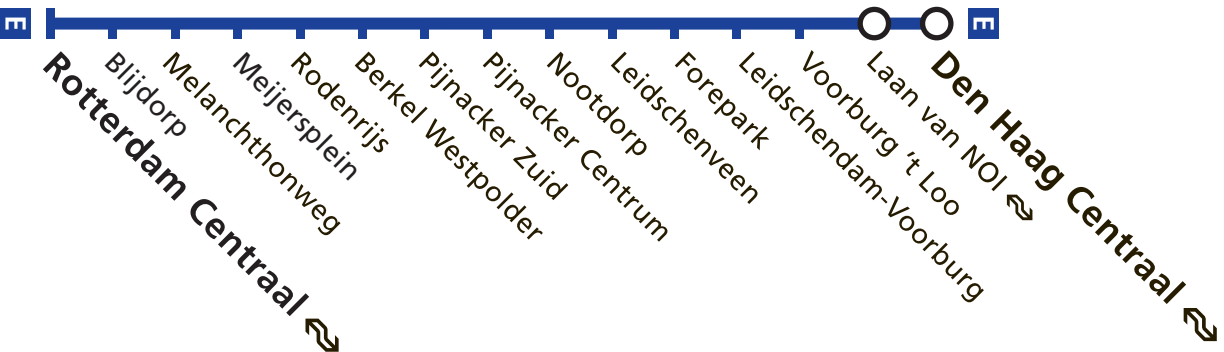 E
Rotterdam Centraal
Blijdorp
Melanchthonweg
Meijersplein
Rodenrijs
Berkel Westpolder
Pijnacker Zuid
Pijnacker Centrum
Nootdorp
Leidschenveen
Forepark
Leidschendam-Voorburg
Voorburg ‘t Loo
Laan van NOI
Den Haag Centraal
E